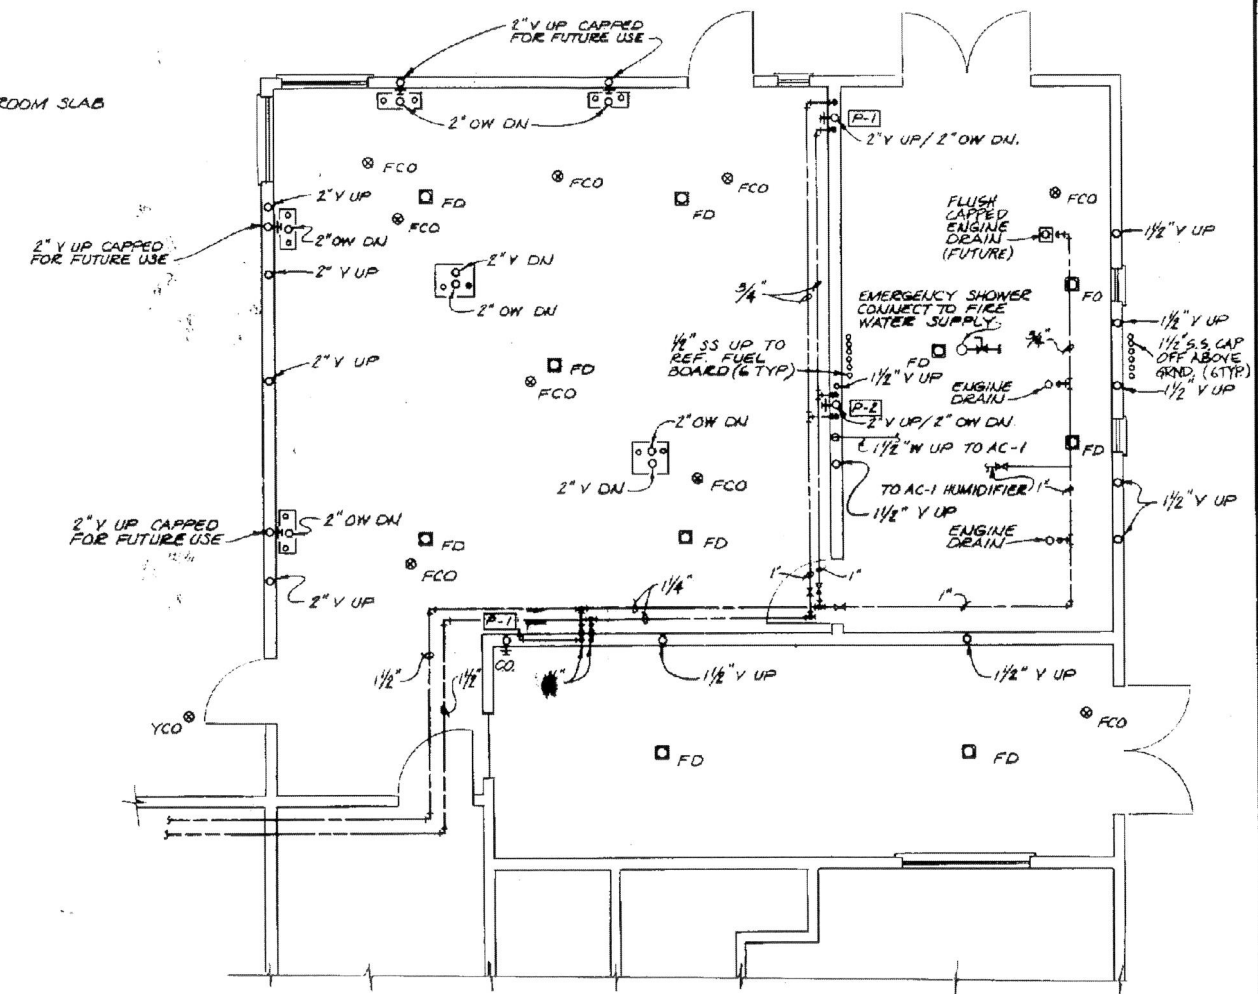 2" V UP CAPPED
FOR FUTURE USE
ROOM SLAB
2" OW DN
P-1
2" V UP/ 2" OW DN.
FCO
FCO
FCO
FCO
2" V UP
FD
FD
FCO
FLUSH
CAPPED
ENGINE
DRAIN
(FUTURE)
1½" V UP
2" V UP CAPPED
FOR FUTURE USE
2" OW DN
2" V UP
2" V DN
2" OW DN
3/4"
EMERGENCY SHOWER
CONNECT TO FIRE
WATER SUPPLY
FD
1½" V UP
1½" S.S. CAP
OFF ABOVE
GRND. (6TYP)
1½" V UP
½" SS UP TO
REF. FUEL
BOARD (6 TYP)
FD
2" V UP
FD
FCO
1½" V UP
ENGINE
DRAIN
P-2
2" V UP/ 2" OW DN
2" OW DN
FD
1½" W UP TO AC-1
2" V DN
FCO
TO AC-1 HUMIDIFIER
1"
1½" V UP
1½" V UP
2" V UP CAPPED
FOR FUTURE USE
2" OW DN
FD
FD
ENGINE
DRAIN
FCO
2" V UP
1¼"
1"
1"
1"
P-1
C.O.
1½"
1½"
1½" V UP
1½" V UP
YCO
FCO
FD
FD